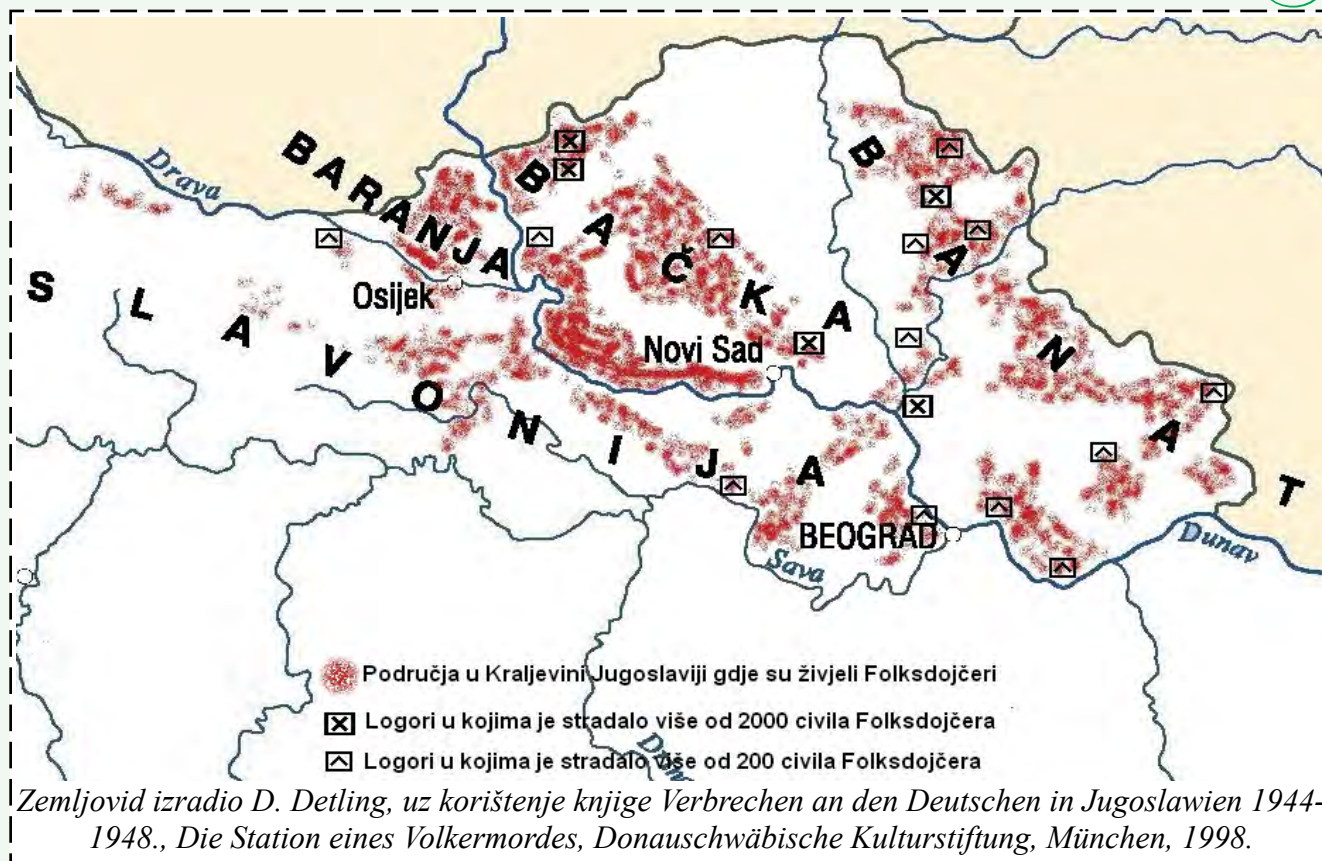 BARANJA
BAČKA
BANAT
SLAVONIJA
Drava
Osijek
Novi Sad
BEOGRAD
Sava
Dunav
Područja u Kraljevini Jugoslaviji gdje su živjeli Folksdojčeri
Logori u kojima je stradalo više od 2000 civila Folksdojčera
Logori u kojima je stradalo više od 200 civila Folksdojčera
Zemljovid izradio D. Detling, uz korištenje knjige Verbrechen an den Deutschen in Jugoslawien 1944-
1948., Die Station eines Volkermordes, Donauschwäbische Kulturstiftung, München, 1998.